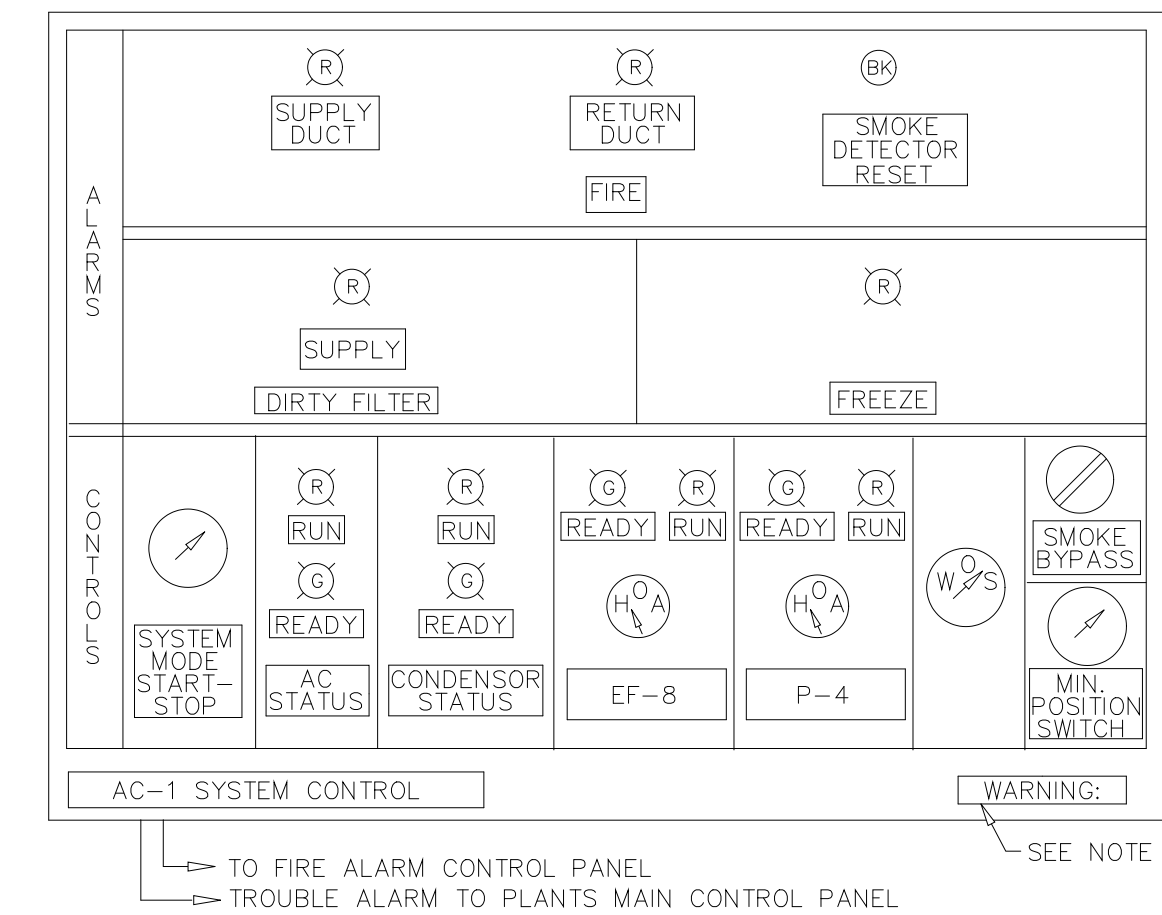 R
R
BK
SUPPLY
DUCT
RETURN
DUCT
SMOKE
DETECTOR
RESET
FIRE
ALARMS
R
SUPPLY
DIRTY FILTER
R
FREEZE
CONTROLS
SYSTEM
MODE
START-
STOP
R
RUN
G
READY
AC
STATUS
R
RUN
G
READY
CONDENSOR
STATUS
G
READY
R
RUN
H O A
EF-8
G
READY
R
RUN
H O A
P-4
W O S
SMOKE
BYPASS
MIN.
POSITION
SWITCH
AC-1 SYSTEM CONTROL
WARNING:
SEE NOTE
TO FIRE ALARM CONTROL PANEL
TROUBLE ALARM TO PLANTS MAIN CONTROL PANEL